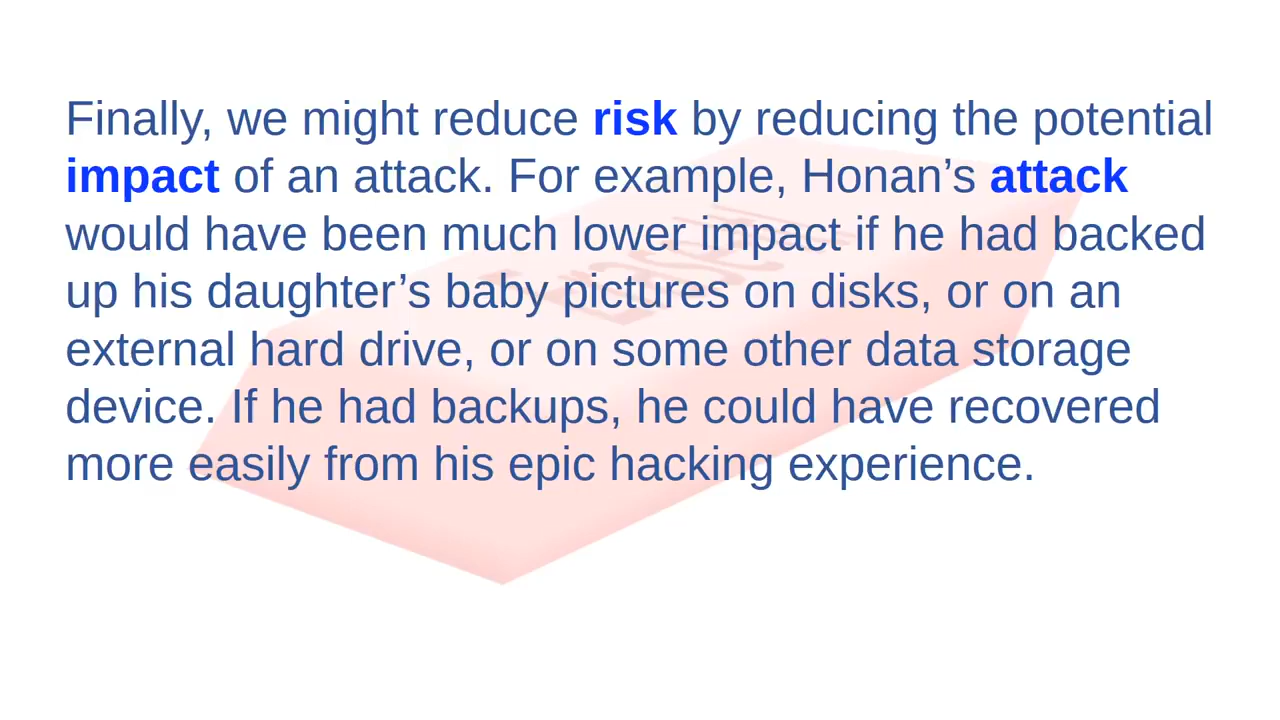 Finally, we might reduce risk by reducing the potential
impact of an attack. For example, Honan’s attack
would have been much lower impact if he had backed
up his daughter’s baby pictures on disks, or on an
external hard drive, or on some other data storage
device. If he had backups, he could have recovered
more easily from his epic hacking experience.